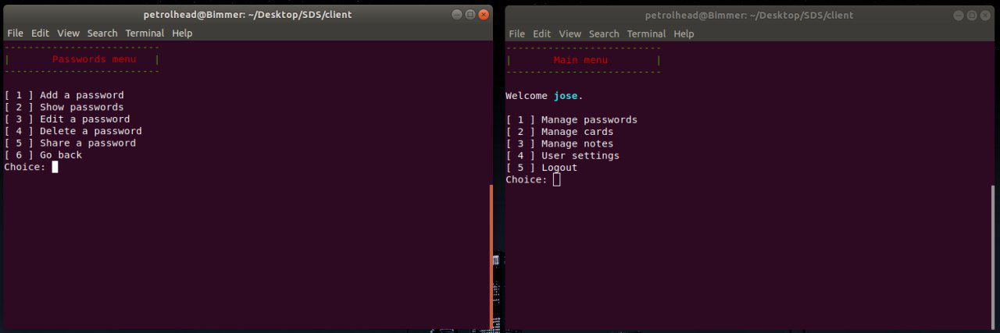 petrolhead@Bimmer: ~/Desktop/SDS/client
File Edit View Search Terminal Help
--------------------------
|       Passwords menu   |
--------------------------
[ 1 ] Add a password
[ 2 ] Show passwords
[ 3 ] Edit a password
[ 4 ] Delete a password
[ 5 ] Share a password
[ 6 ] Go back
Choice:
petrolhead@Bimmer: ~/Desktop/SDS/client
File Edit View Search Terminal Help
--------------------------
|       Main menu        |
--------------------------
Welcome jose.
[ 1 ] Manage passwords
[ 2 ] Manage cards
[ 3 ] Manage notes
[ 4 ] User settings
[ 5 ] Logout
Choice: